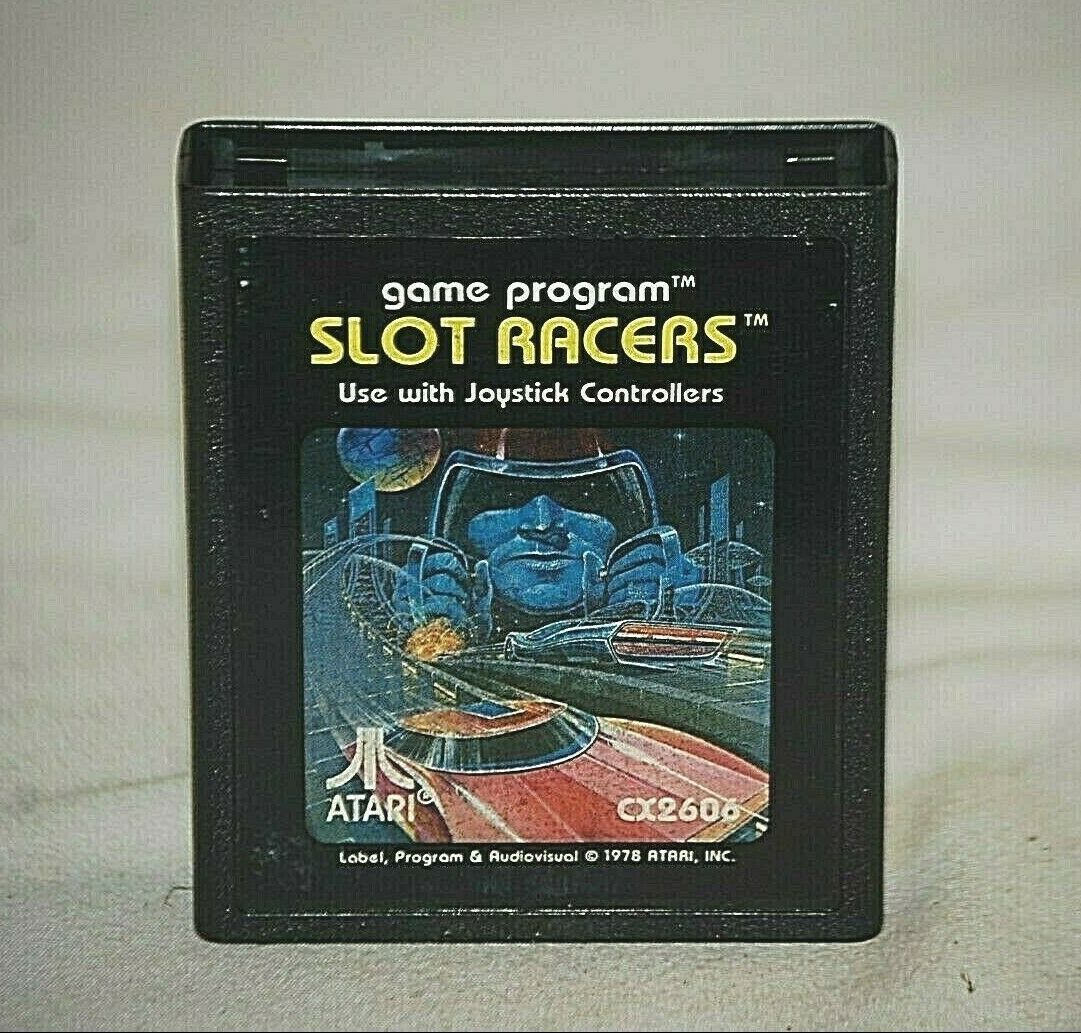 game program™
SLOT RACERS™
Use with Joystick Controllers
ATARI®
CX2606
Label, Program & Audiovisual © 1978 ATARI, INC.